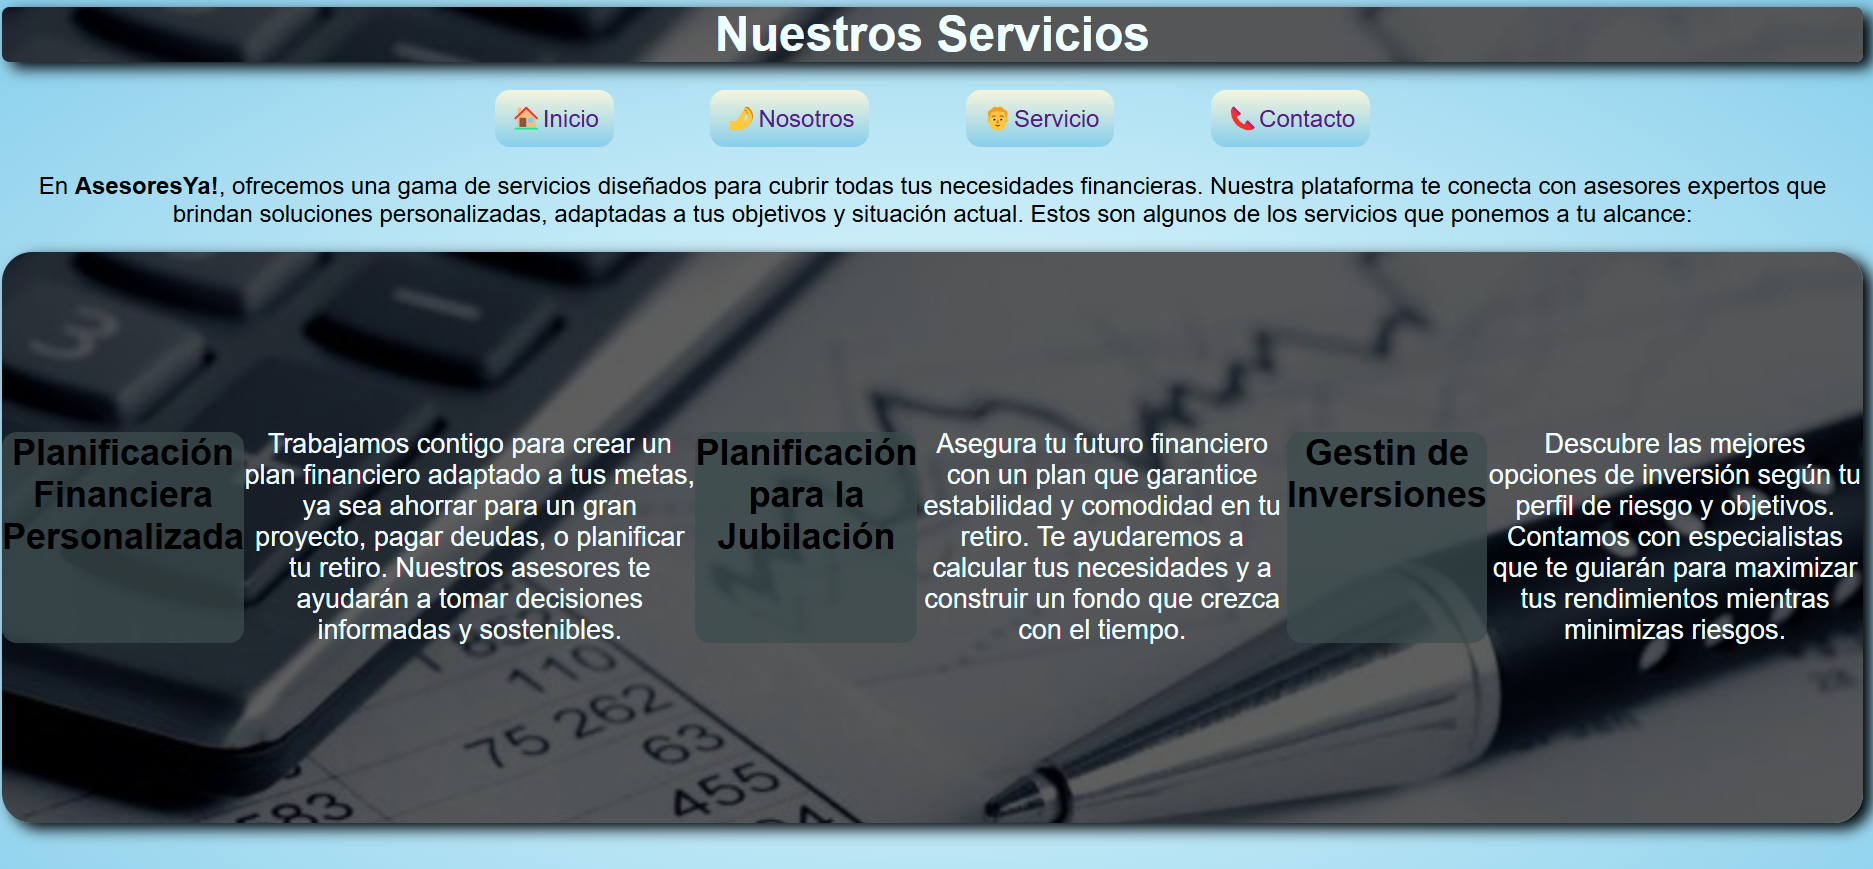 Nuestros Servicios
Inicio
Nosotros
Servicio
Contacto
En AsesoresYa!, ofrecemos una gama de servicios diseñados para cubrir todas tus necesidades financieras. Nuestra plataforma te conecta con asesores expertos que
brindan soluciones personalizadas, adaptadas a tus objetivos y situación actual. Estos son algunos de los servicios que ponemos a tu alcance:
Planificación
Financiera
Personalizada
Trabajamos contigo para crear un
plan financiero adaptado a tus metas,
ya sea ahorrar para un gran
proyecto, pagar deudas, o planificar
tu retiro. Nuestros asesores te
ayudarán a tomar decisiones
informadas y sostenibles.
Planificación
para la
Jubilación
Asegura tu futuro financiero
con un plan que garantice
estabilidad y comodidad en tu
retiro. Te ayudaremos a
calcular tus necesidades y a
construir un fondo que crezca
con el tiempo.
Gestin de
Inversiones
Descubre las mejores
opciones de inversión según tu
perfil de riesgo y objetivos.
Contamos con especialistas
que te guiarán para maximizar
tus rendimientos mientras
minimizas riesgos.
3
110
75 262
63
455
583